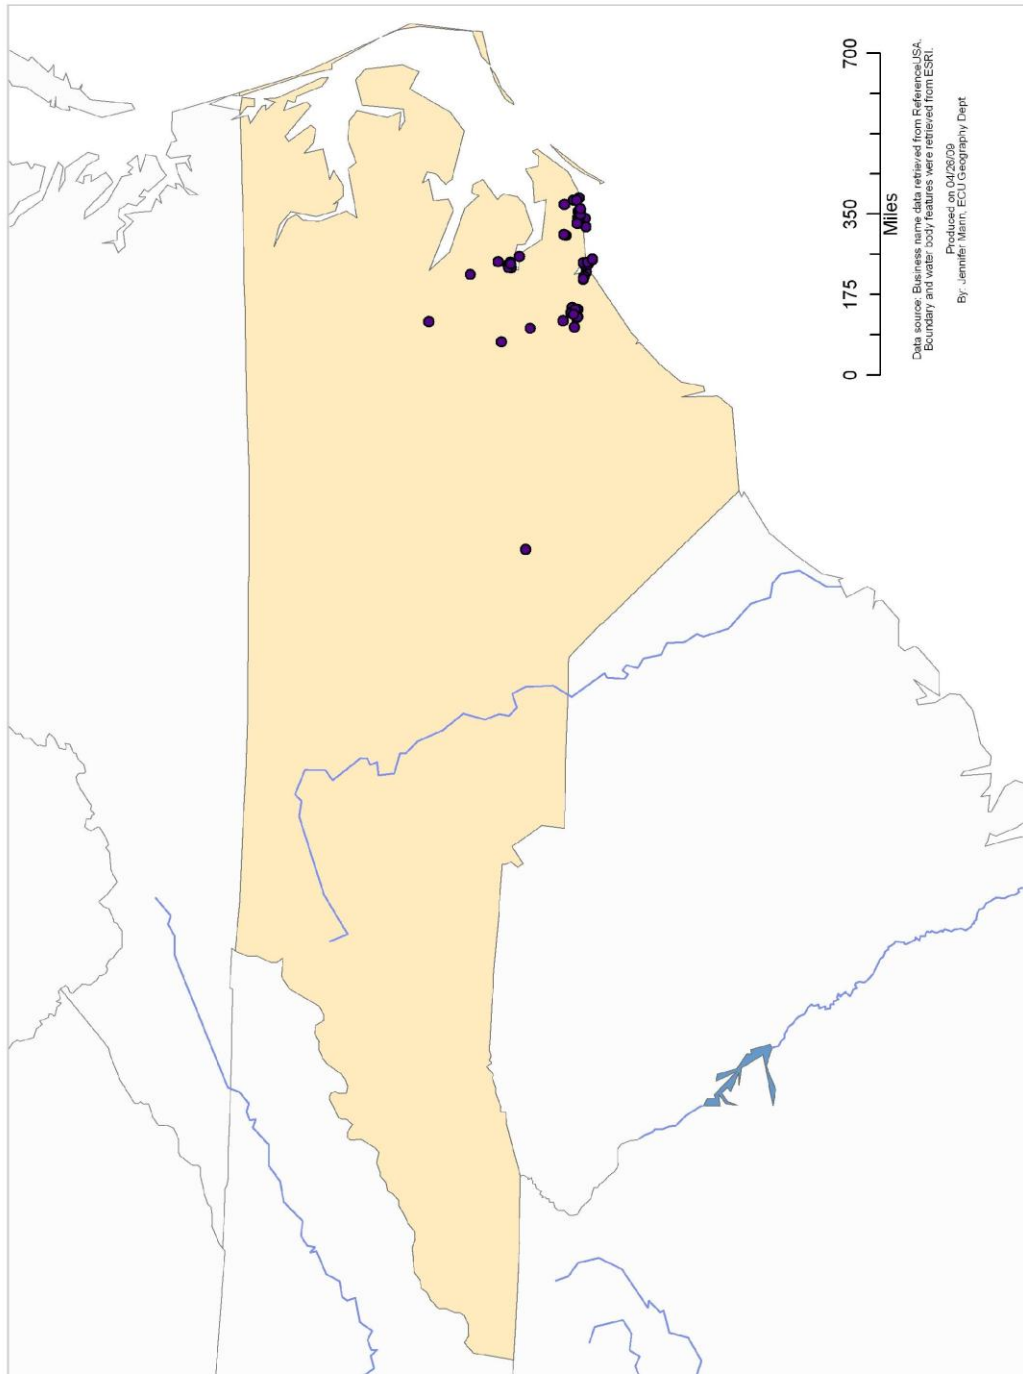 0 175 350 700
Miles
Data source: Business name data retrieved from ReferenceUSA.
Boundary and water body features were retrieved from ESRI.
Produced on 04/26/09
By: Jennifer Mann, ECU Geography Dept